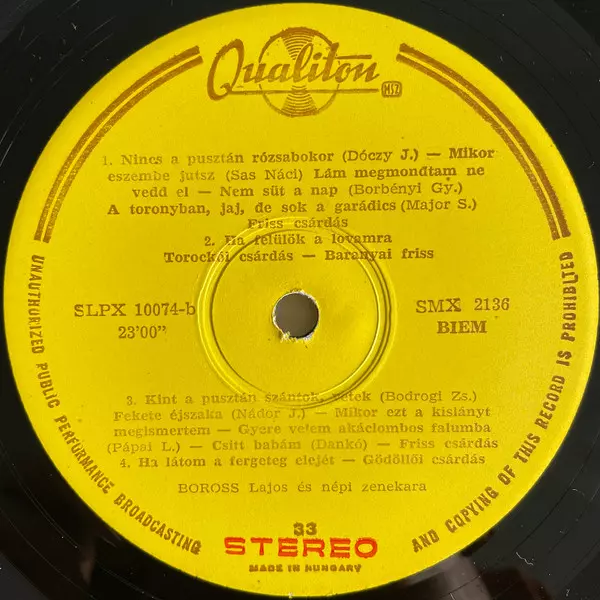 Qualiton
MSZ
1. Nincs a pusztán rózsabokor (Dóczy J.) — Mikor
eszembe jutsz (Sas Náci) Lám megmondtam ne
vedd el — Nem süt a nap (Borbényi Gy.)
A toronyban, jaj, de sok a garádics (Major S.)
Friss csárdás
2. Ha felülök a lovamra
Torockói csárdás — Baranyai friss
SLPX 10074-b
23'00"
SMX 2136
BIEM
3. Kint a pusztán szántok, vetek (Bodrogi Zs.)
Fekete éjszaka (Nádor J.) — Mikor ezt a kislányt
megismertem — Gyere velem akáclombos falumba
(Pápai L.) — Csitt babám (Dankó) — Friss csárdás
4. Ha látom a fergeteg elejét — Gödöllői csárdás
BOROSS Lajos és népi zenekara
33
STEREO
MADE IN HUNGARY
UNAUTHORIZED PUBLIC PERFORMANCE BROADCASTING
AND COPYING OF THIS RECORD IS PROHIBITED